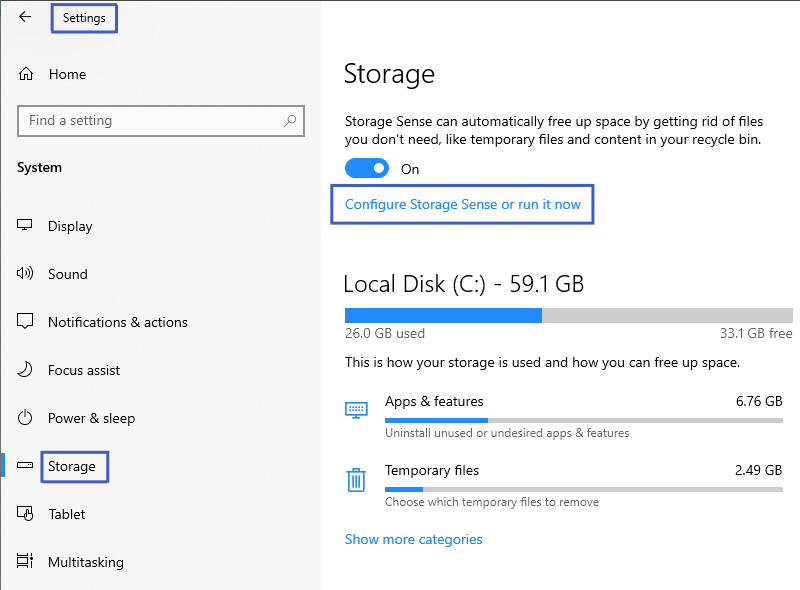 Settings
Home
Find a setting
System
Display
Sound
Notifications & actions
Focus assist
Power & sleep
Storage
Tablet
Multitasking
Storage
Storage Sense can automatically free up space by getting rid of files
you don't need, like temporary files and content in your recycle bin.
On
Configure Storage Sense or run it now
Local Disk (C:) - 59.1 GB
26.0 GB used 33.1 GB free
This is how your storage is used and how you can free up space.
Apps & features 6.76 GB
Uninstall unused or undesired apps & features
Temporary files 2.49 GB
Choose which temporary files to remove
Show more categories